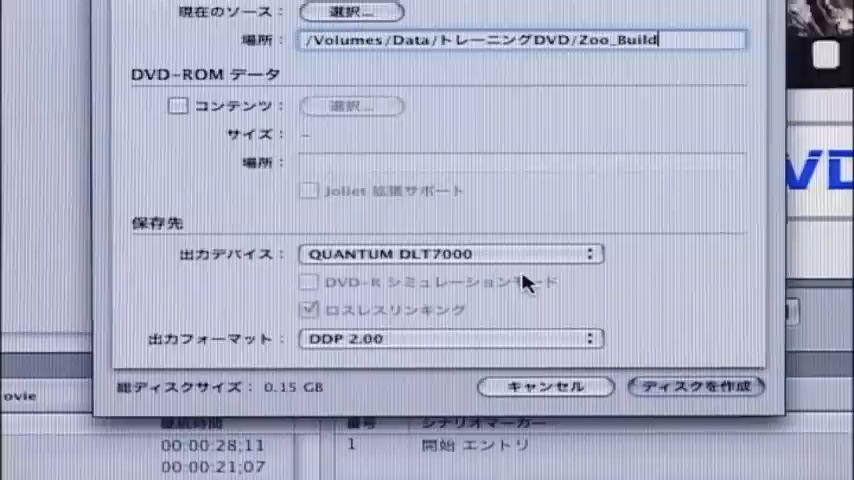 現在のソース： 選択...
場所： /Volumes/Data/トレーニングDVD/Zoo_Build
DVD-ROM データ
コンテンツ： 選択...
サイズ： -
場所：
Joliet 拡張サポート
保存先
出力デバイス： QUANTUM DLT7000
DVD-R シミュレーションモード
ロスレスリンキング
出力フォーマット： DDP 2.00
総ディスクサイズ： 0.15 GB キャンセル ディスクを作成
ovie
番号 シナリオマーカー
00:00:28;11 1 開始 エントリ
00:00:21;07
VD